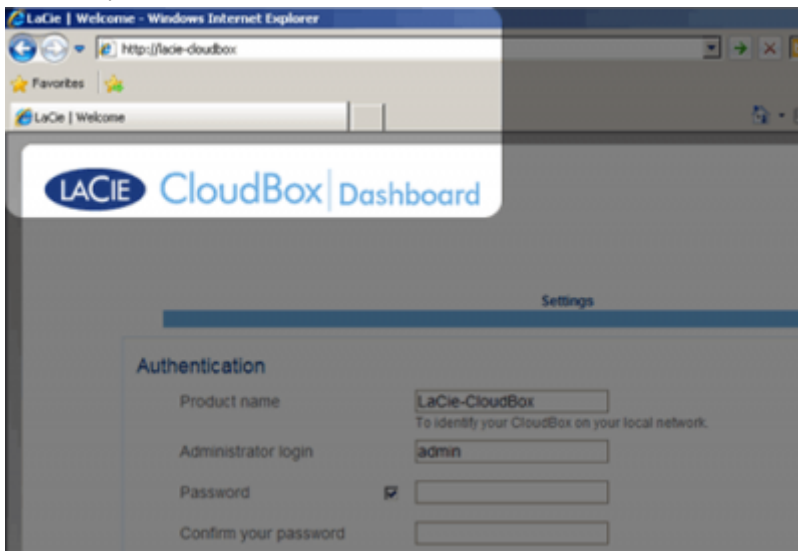 LaCie | Welcome - Windows Internet Explorer
http://lacie-cloudbox
Favorites
LaCie | Welcome
LACIE CloudBox Dashboard
Settings
Authentication
Product name LaCie-CloudBox
To identify your CloudBox on your local network.
Administrator login admin
Password
Confirm your password